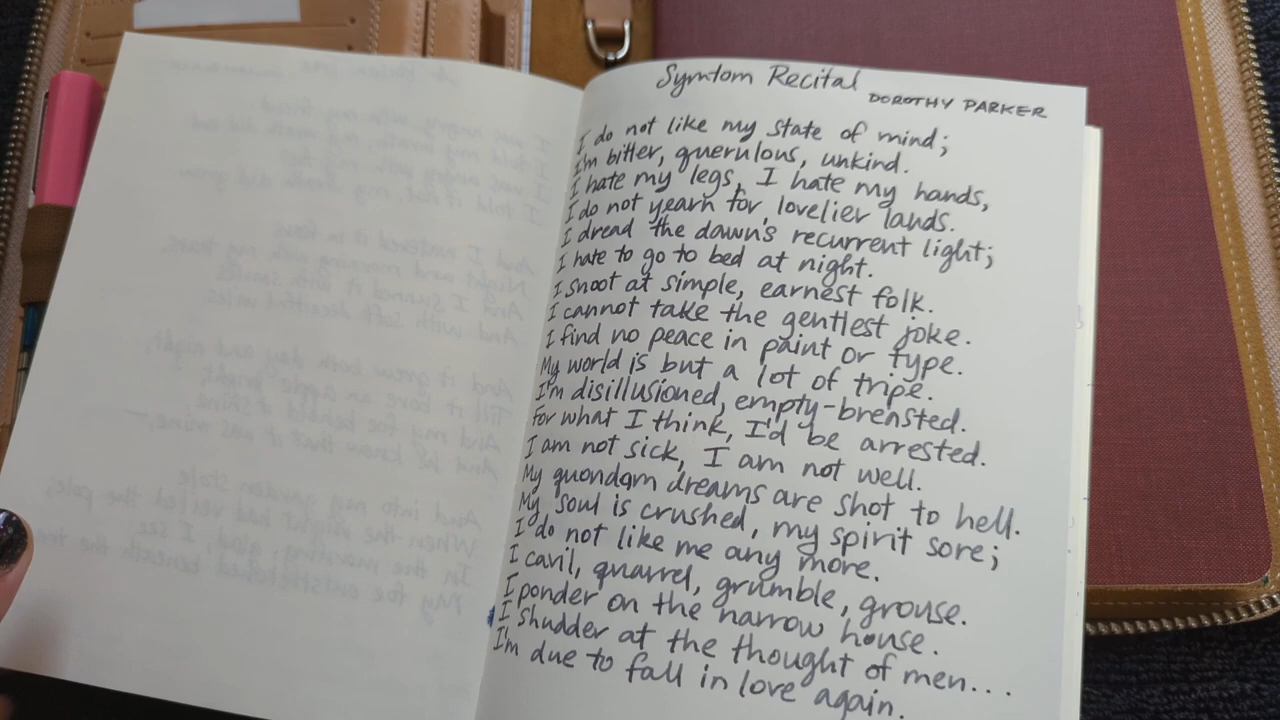 Symtom Recital
DOROTHY PARKER
I do not like my state of mind;
I'm bitter, querulous, unkind.
I hate my legs, I hate my hands,
I do not yearn for lovelier lands.
I dread the dawn's recurrent light;
I hate to go to bed at night.
I snoot at simple, earnest folk.
I cannot take the gentlest joke.
I find no peace in paint or type.
My world is but a lot of tripe.
I'm disillusioned, empty-breasted.
For what I think, I'd be arrested.
I am not sick, I am not well.
My quondam dreams are shot to hell.
My soul is crushed, my spirit sore;
I do not like me any more.
I cavil, quarrel, grumble, grouse.
I ponder on the narrow house.
I shudder at the thought of men...
I'm due to fall in love again.